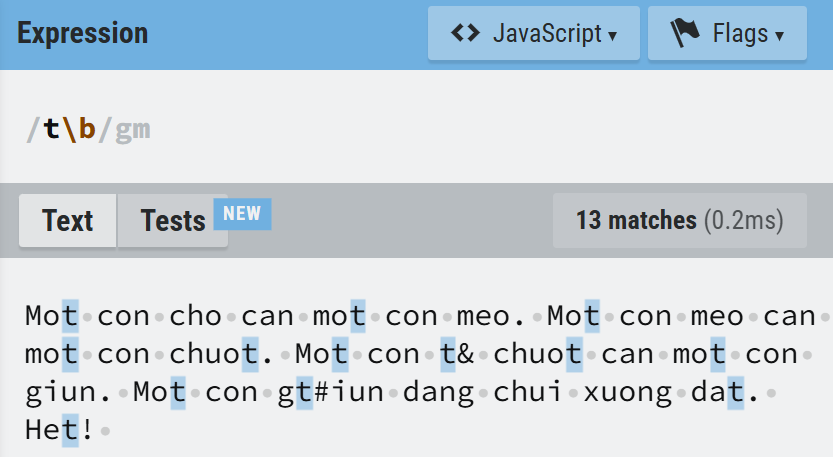 Expression
<> JavaScript ▾
Flags ▾
/t\b/gm
Text
Tests
NEW
13 matches (0.2ms)
Mot·con·cho·can·mot·con·meo.·Mot·con·meo·can·
mot·con·chuot.·Mot·con·t&·chuot·can·mot·con·
giun.·Mot·con·gt#iun·dang·chui·xuong·dat.·
Het!·